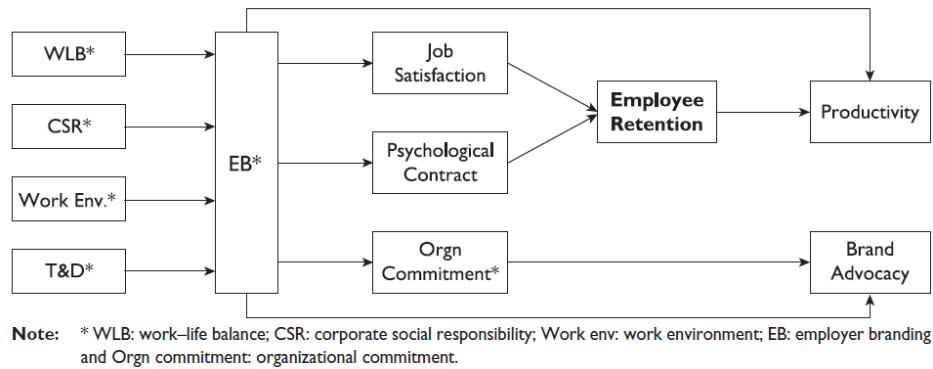 WLB*
CSR*
Work Env.*
T&D*
EB*
Job
Satisfaction
Psychological
Contract
Orgn
Commitment*
Employee
Retention
Productivity
Brand
Advocacy
Note: * WLB: work–life balance; CSR: corporate social responsibility; Work env: work environment; EB: employer branding
and Orgn commitment: organizational commitment.